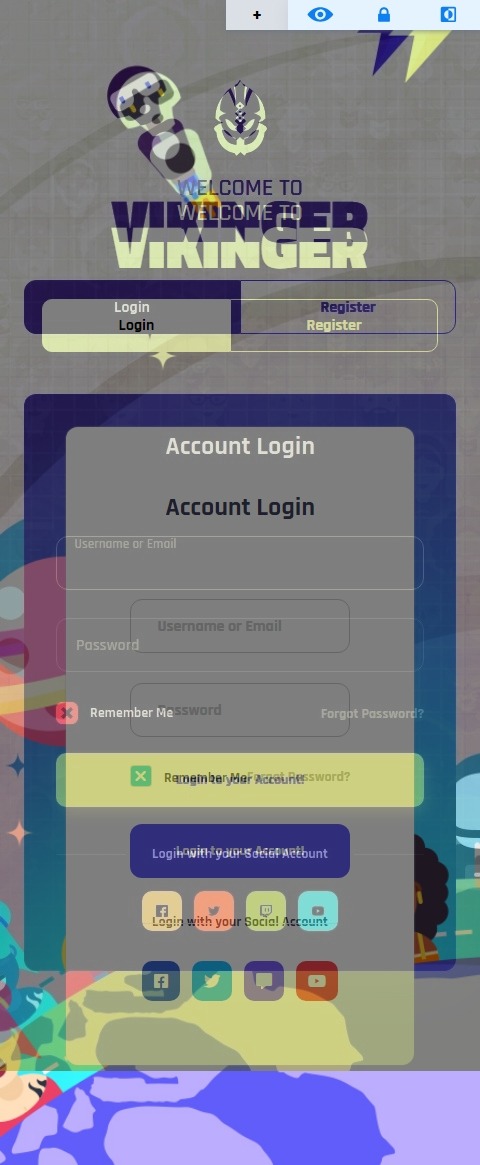 +
WELCOME TO
WELCOME TO
VIKINGER
VIKINGER
Login Register
Login Register
Account Login
Account Login
Username or Email
Username or Email
Password
Password
Remember Me Forgot Password?
Remember Me Forgot Password?
Login to your Account!
Login to your Account!
Login with your Social Account
Login with your Social Account